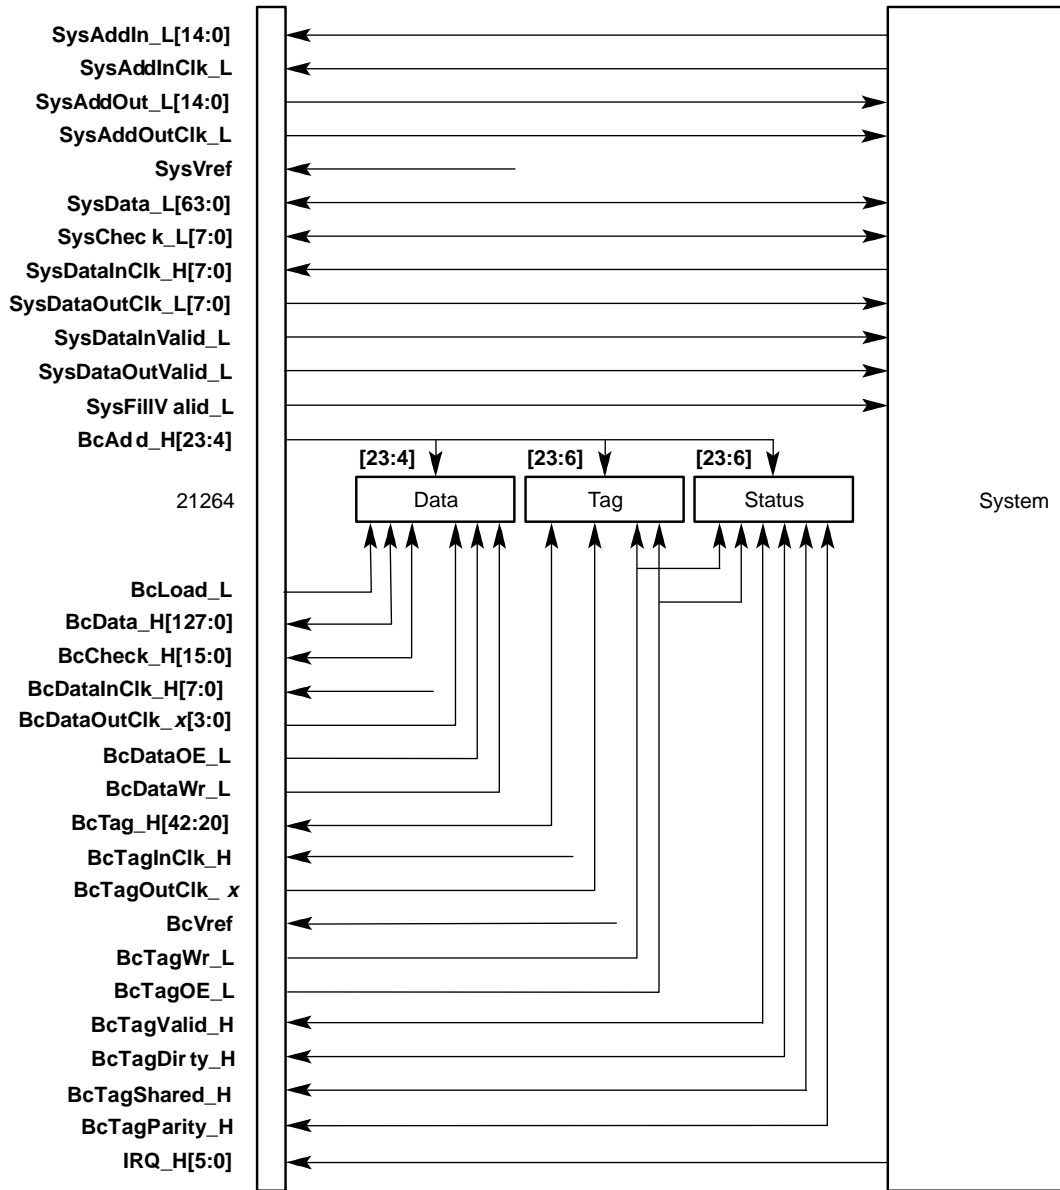 SysAddIn_L[14:0]
SysAddInClk_L
SysAddOut_L[14:0]
SysAddOutClk_L
SysVref
SysData_L[63:0]
SysChec k_L[7:0]
SysDataInClk_H[7:0]
SysDataOutClk_L[7:0]
SysDataInValid_L
SysDataOutValid_L
SysFillV alid_L
BcAd d_H[23:4]
[23:4] [23:6] [23:6]
21264 Data Tag Status System
BcLoad_L
BcData_H[127:0]
BcCheck_H[15:0]
BcDataInClk_H[7:0]
BcDataOutClk_x[3:0]
BcDataOE_L
BcDataWr_L
BcTag_H[42:20]
BcTagInClk_H
BcTagOutClk_ x
BcVref
BcTagWr_L
BcTagOE_L
BcTagValid_H
BcTagDir ty_H
BcTagShared_H
BcTagParity_H
IRQ_H[5:0]